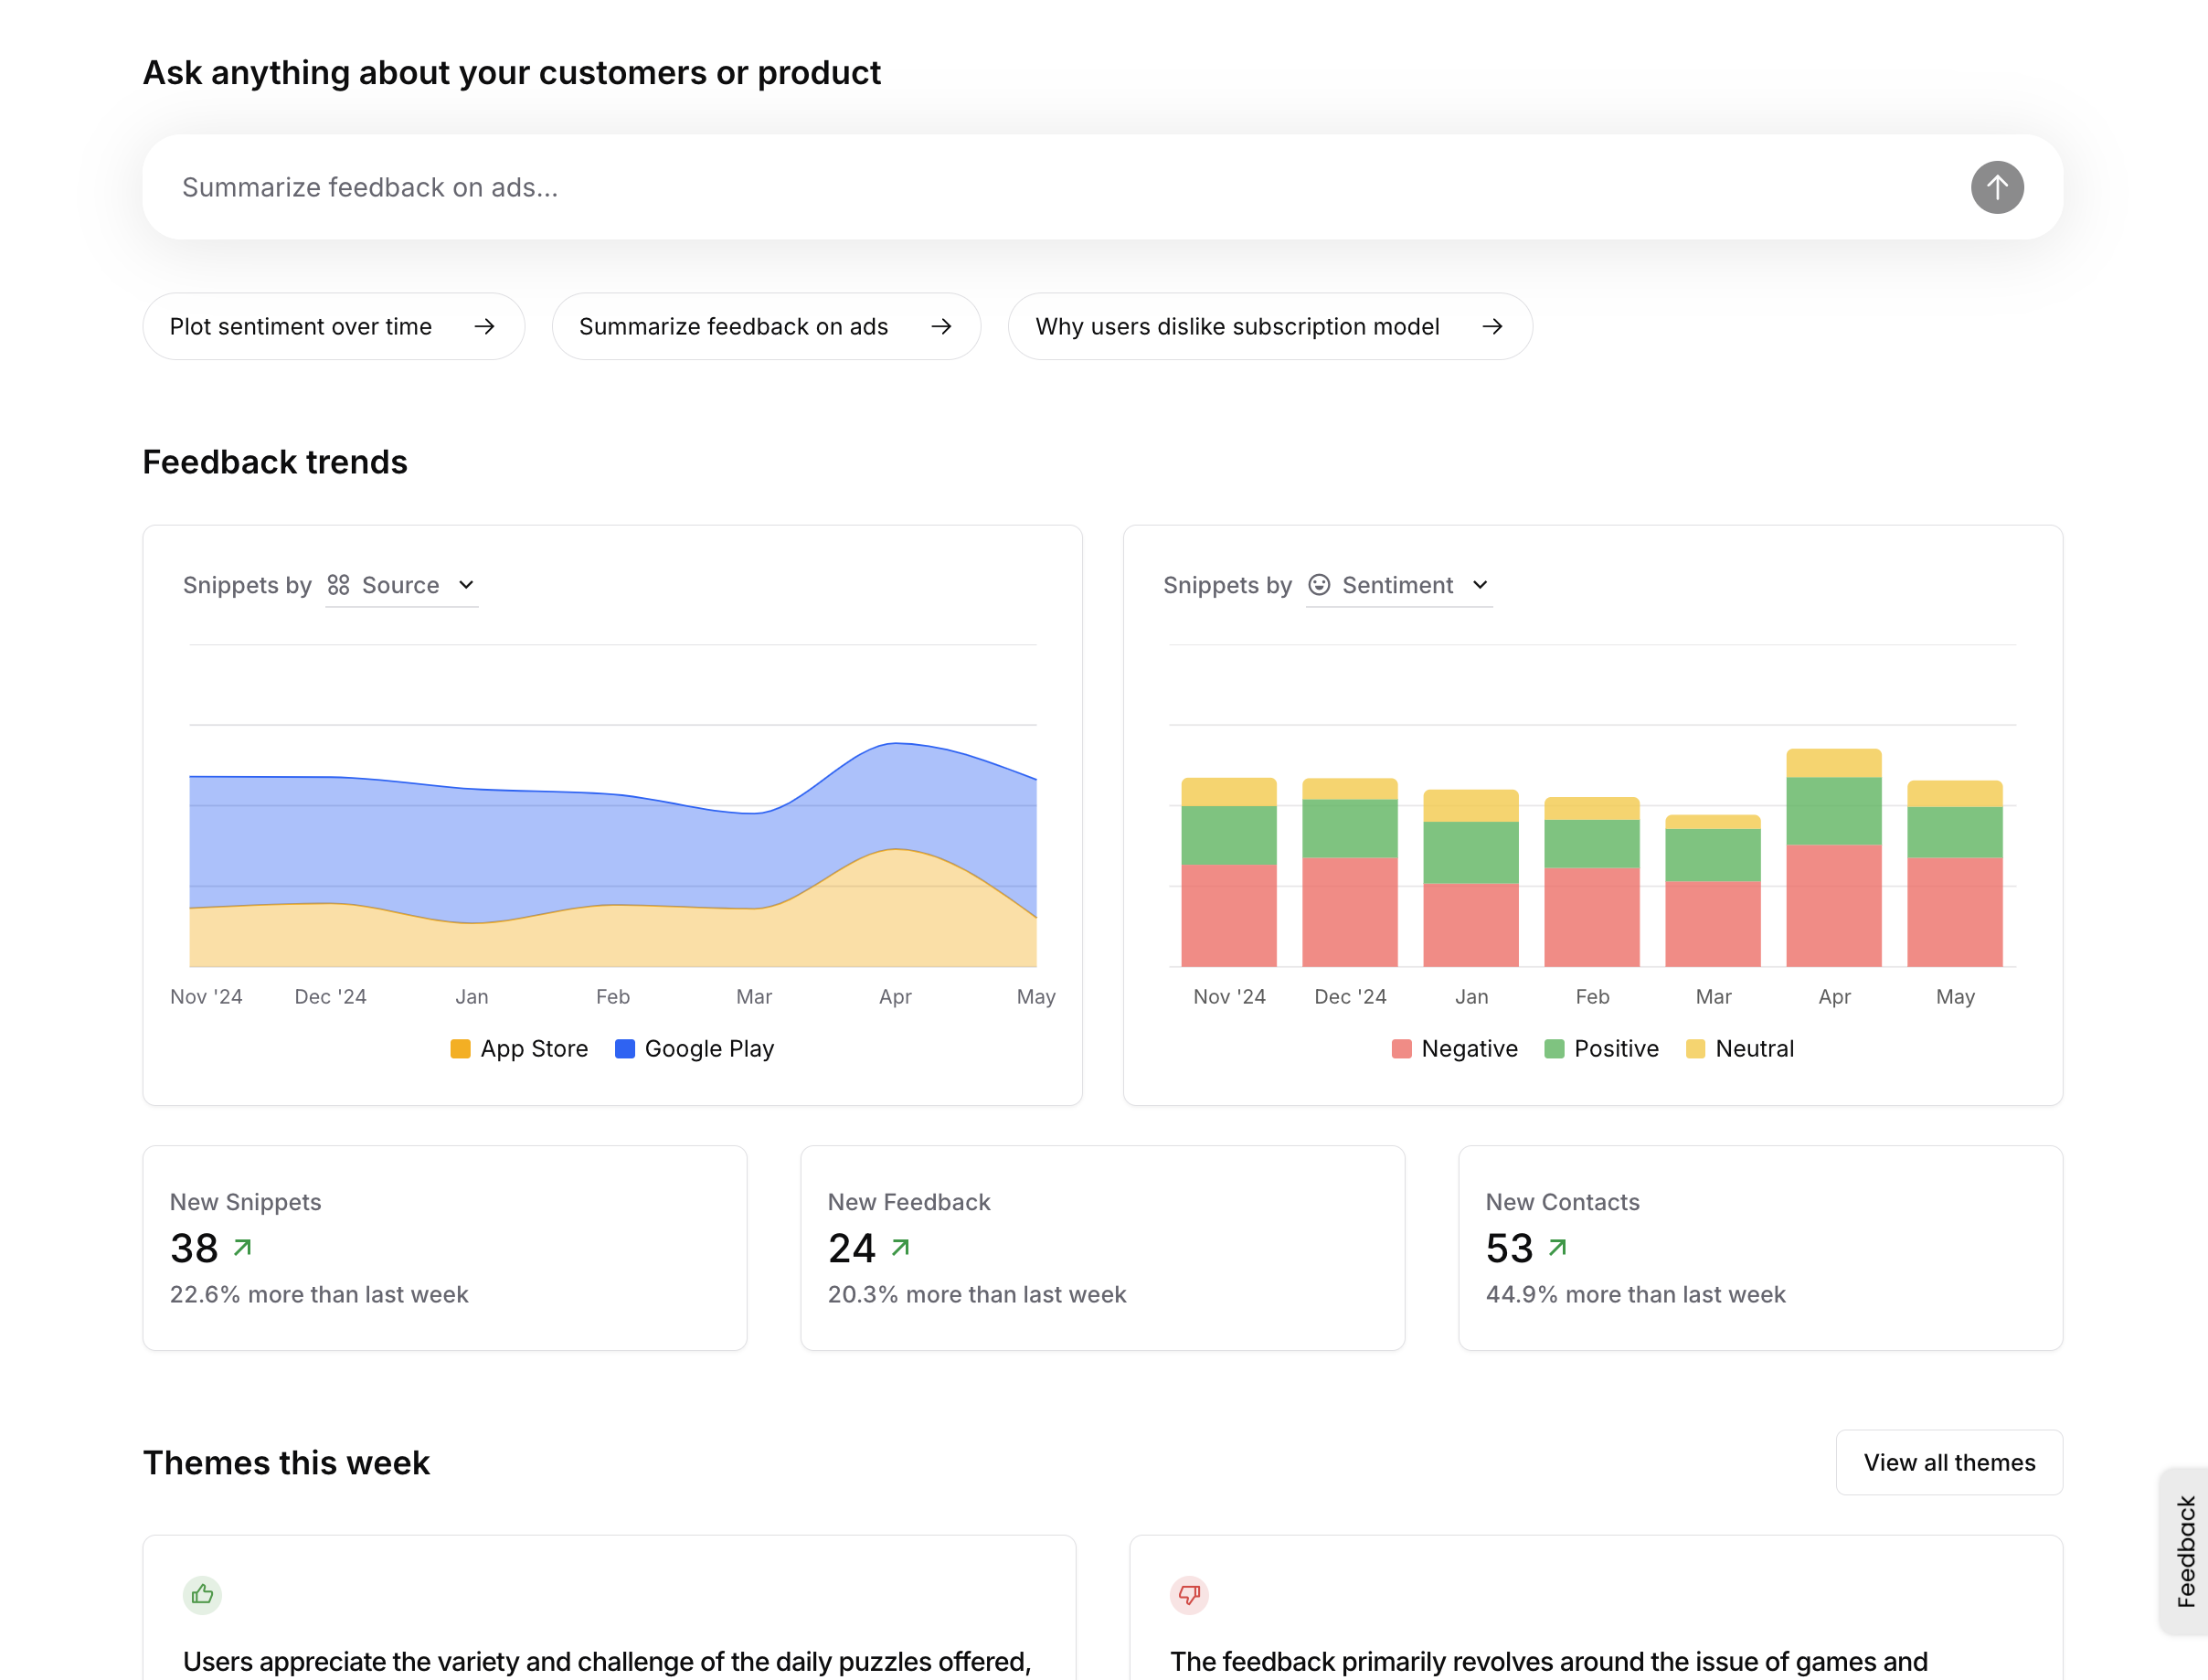 Ask anything about your customers or product
Summarize feedback on ads...
Plot sentiment over time
Summarize feedback on ads
Why users dislike subscription model
Feedback trends
Snippets by Source
Nov '24 Dec '24 Jan Feb Mar Apr May
App Store Google Play
Snippets by Sentiment
Nov '24 Dec '24 Jan Feb Mar Apr May
Negative Positive Neutral
New Snippets
38
22.6% more than last week
New Feedback
24
20.3% more than last week
New Contacts
53
44.9% more than last week
Themes this week
View all themes
Users appreciate the variety and challenge of the daily puzzles offered,
The feedback primarily revolves around the issue of games and
Feedback